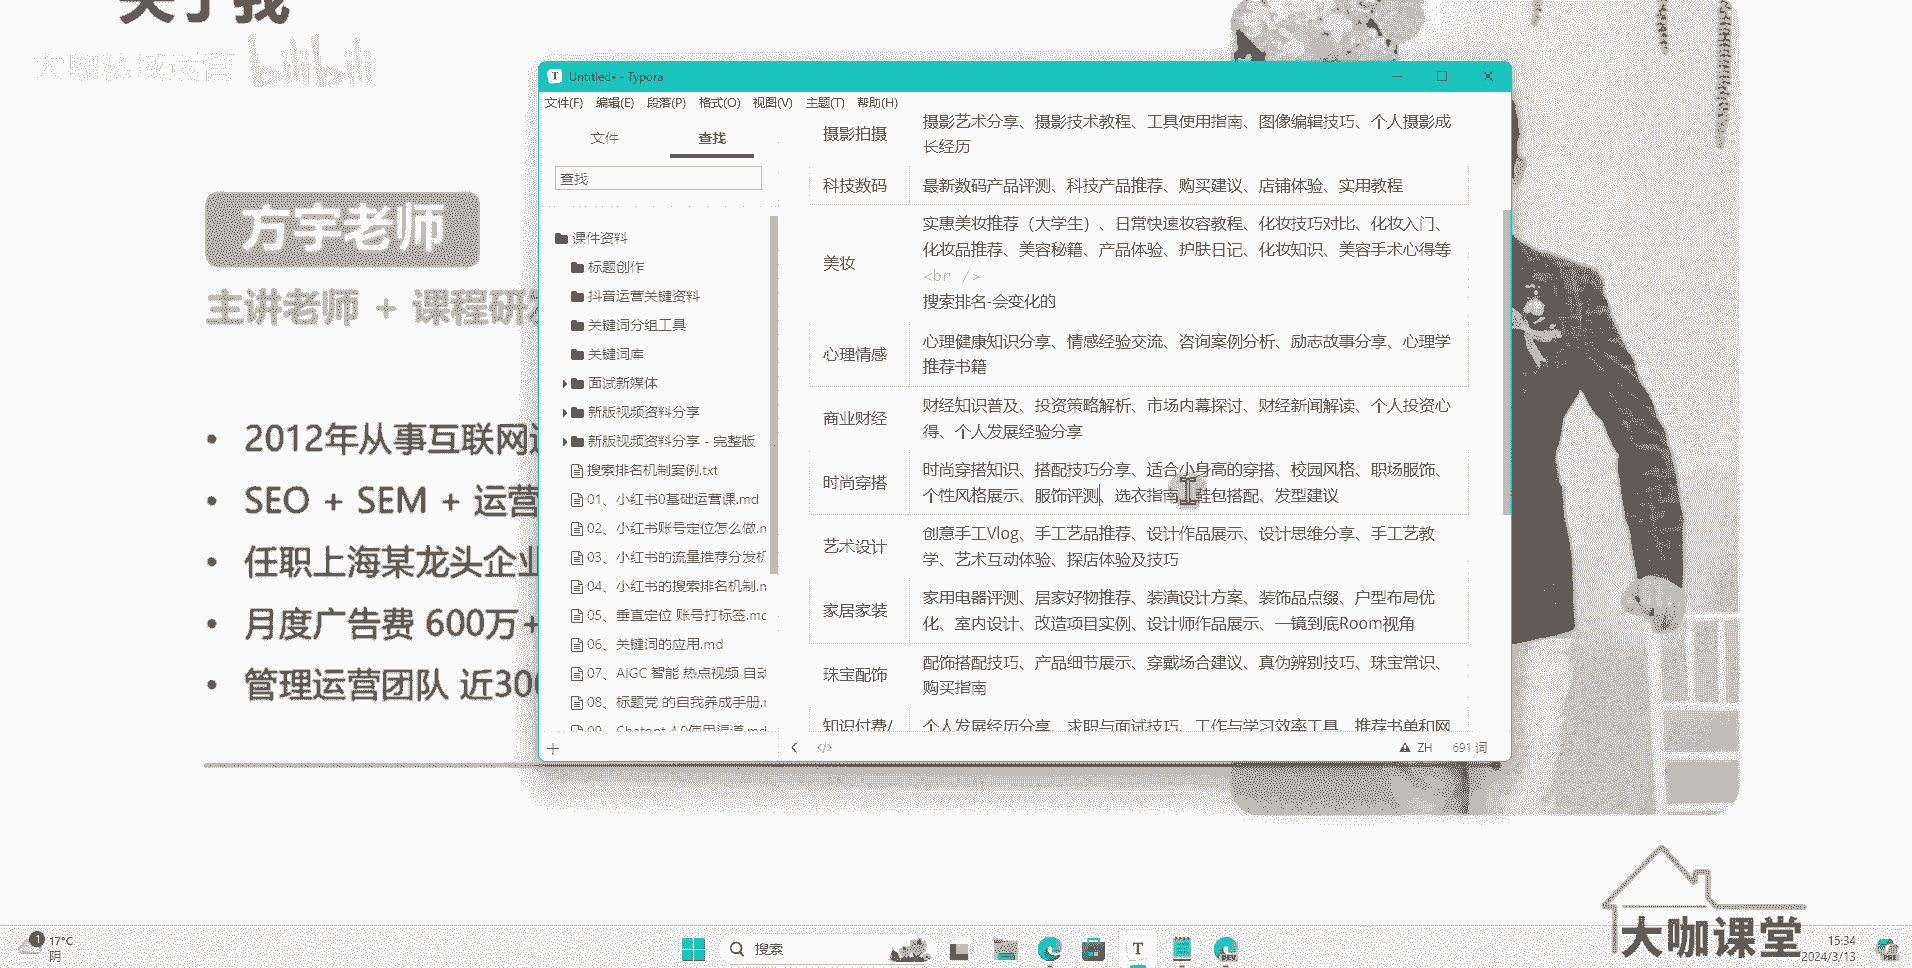 关于我
大咖私域运营 bilibili
方宇老师
主讲老师 + 课程研
• 2012年从事互联网
• SEO + SEM + 运营
• 任职上海某龙头企业
• 月度广告费 600万+
• 管理运营团队 近300
Untitled• - Typora
文件(F) 编辑(E) 段落(P) 格式(O) 视图(V) 主题(T) 帮助(H)
文件 查找
查找
课件资料
标题创作
抖音运营关键资料
关键词分组工具
关键词库
面试新媒体
新版视频资料分享
新版视频资料分享 - 完整版
搜索排名机制案例.txt
01、小红书0基础运营课.md
02、小红书账号定位怎么做.m
03、小红书的流量推荐分发机
04、小红书的搜索排名机制.m
05、垂直定位 账号打标签.mc
06、关键词的应用.md
07、AIGC 智能 热点视频 自动
08、标题党 的自我养成手册.r
09、Chatgpt 4.0使用渠道.md
摄影拍摄
摄影艺术分享、摄影技术教程、工具使用指南、图像编辑技巧、个人摄影成
长经历
科技数码
最新数码产品评测、科技产品推荐、购买建议、店铺体验、实用教程
美妆
实惠美妆推荐（大学生）、日常快速妆容教程、化妆技巧对比、化妆入门、
化妆品推荐、美容秘籍、产品体验、护肤日记、化妆知识、美容手术心得等
<br />
搜索排名-会变化的
心理情感
心理健康知识分享、情感经验交流、咨询案例分析、励志故事分享、心理学
推荐书籍
商业财经
财经知识普及、投资策略解析、市场内幕探讨、财经新闻解读、个人投资心
得、个人发展经验分享
时尚穿搭
时尚穿搭知识、搭配技巧分享、适合小身高的穿搭、校园风格、职场服饰、
个性风格展示、服饰评测、选衣指南、鞋包搭配、发型建议
艺术设计
创意手工Vlog、手工艺品推荐、设计作品展示、设计思维分享、手工艺教
学、艺术互动体验、探店体验及技巧
家居家装
家用电器评测、居家好物推荐、装潢设计方案、装饰品点缀、户型布局优
化、室内设计、改造项目实例、设计师作品展示、一镜到底Room视角
珠宝配饰
配饰搭配技巧、产品细节展示、穿戴场合建议、真伪辨别技巧、珠宝常识、
购买指南
知识付费/
个人发展经历分享、求职与面试技巧、工作与学习效率工具、推荐书单和网
</> ZH 691 词
大咖课堂
1 17°C
阴
搜索
T
DEV
15:34
2024/3/13
PRE